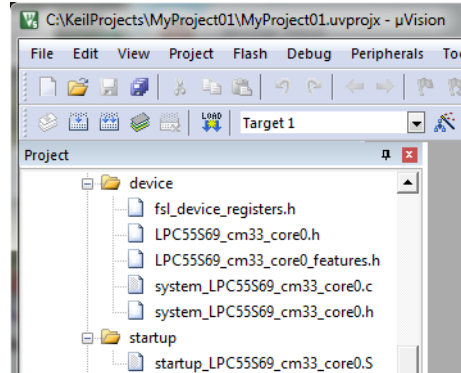 C:\KeilProjects\MyProject01\MyProject01.uvprojx - µVision
File Edit View Project Flash Debug Peripherals
LOAD Target 1
Project
device
fsl_device_registers.h
LPC55S69_cm33_core0.h
LPC55S69_cm33_core0_features.h
system_LPC55S69_cm33_core0.c
system_LPC55S69_cm33_core0.h
startup
startup_LPC55S69_cm33_core0.S